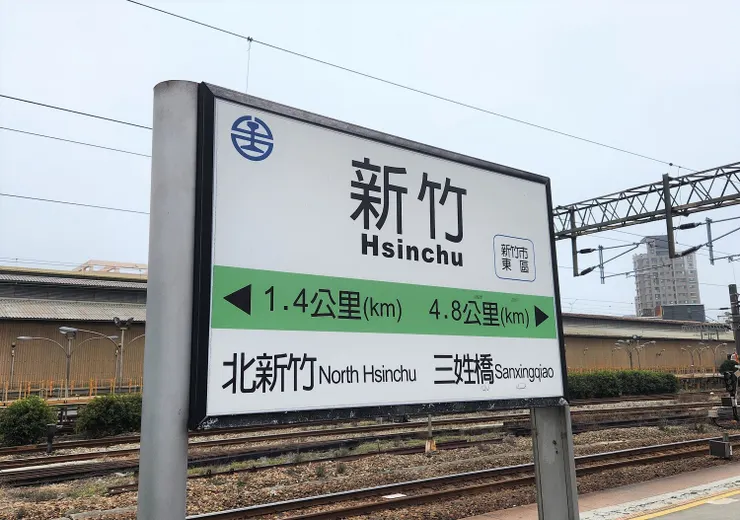 新竹
Hsinchu
新竹市
東區
1.4公里(km) 4.8公里(km)
北新竹 North Hsinchu 三姓橋 Sanxingqiao